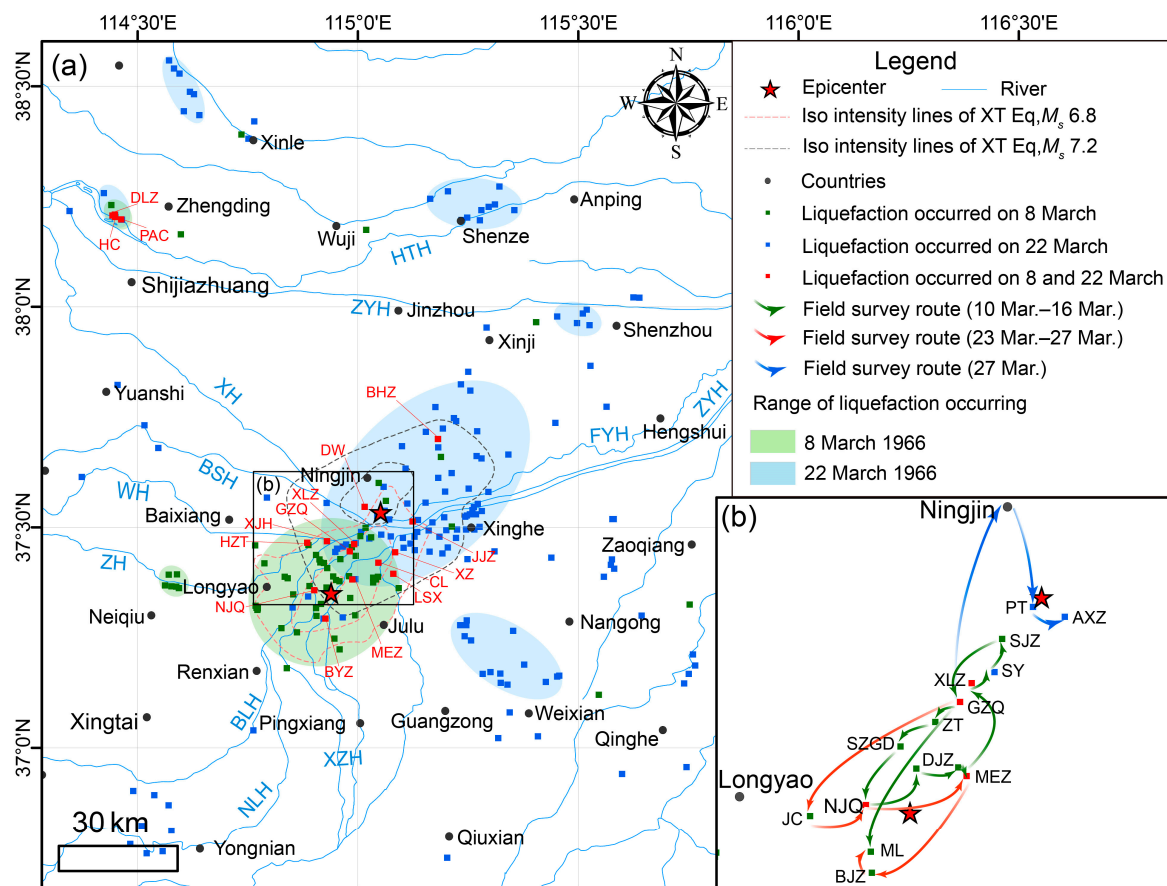 114°30'E
115°00'E
115°30'E
116°00'E
116°30'E
38°30'N
38°00'N
37°30'N
37°00'N
(a)
N
W
E
S
Xinle
DLZ
Zhengding
PAC
HC
Wuji
Anping
Shenze
HTH
Shijiazhuang
ZYH
Jinzhou
Xinji
Shenzhou
Yuanshi
XH
BHZ
ZYH
FYH
Hengshui
DW
BSH
Ningjin
(b)
XLZ
WH
GZQ
Baixiang
XJH
Xinghe
HZT
JJZ
Zaoqiang
ZH
XZ
CL
Longyao
LSX
NJQ
Neiqiu
Julu
Nangong
MEZ
Renxian
BYZ
BLH
Xingtai
Pingxiang
Guangzong
Weixian
Qinghe
XZH
NLH
30 km
Yongnian
Qiuxian
Legend
Epicenter
River
Iso intensity lines of XT Eq,Ms 6.8
Iso intensity lines of XT Eq,Ms 7.2
Countries
Liquefaction occurred on 8 March
Liquefaction occurred on 22 March
Liquefaction occurred on 8 and 22 March
Field survey route (10 Mar.–16 Mar.)
Field survey route (23 Mar.–27 Mar.)
Field survey route (27 Mar.)
Range of liquefaction occurring
8 March 1966
22 March 1966
(b)
Ningjin
PT
AXZ
SJZ
SY
XLZ
GZQ
ZT
SZGD
DJZ
MEZ
Longyao
NJQ
JC
ML
BJZ